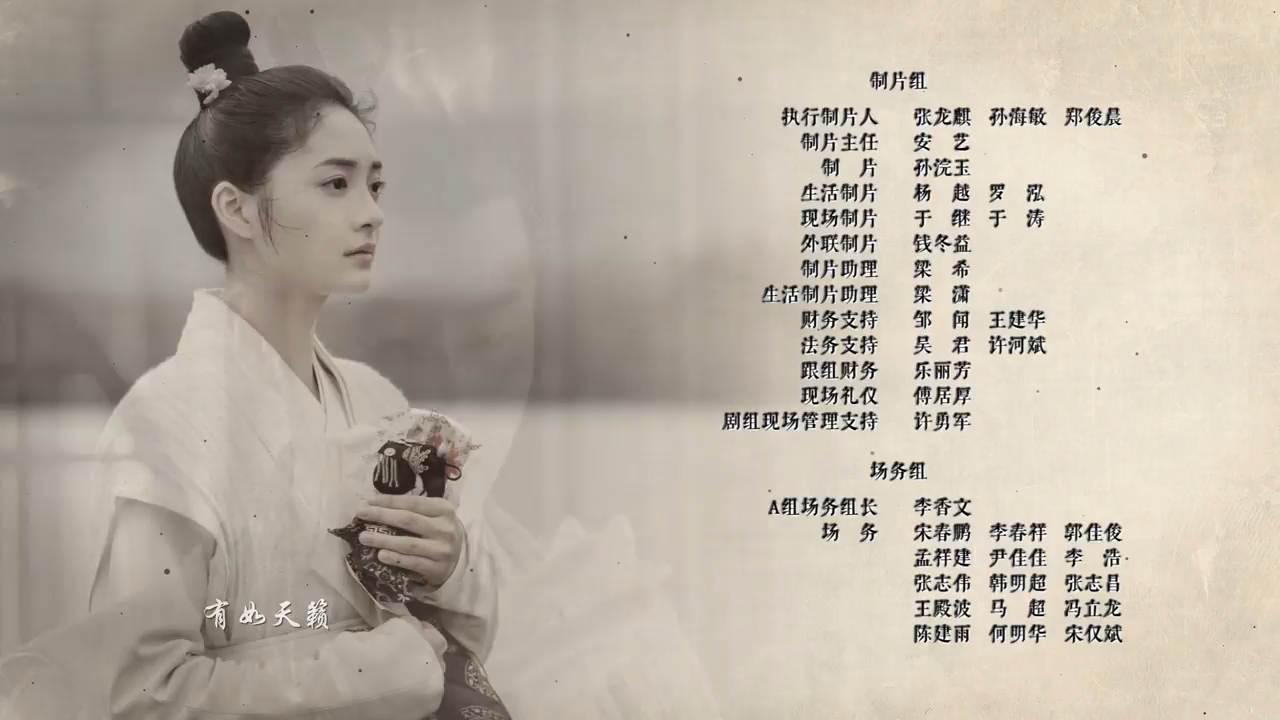 制片组
执行制片人 张龙麒 孙海敏 郑俊晨
制片主任 安 艺
制 片 孙浣玉
生活制片 杨 越 罗 泓
现场制片 于 继 于 涛
外联制片 钱冬益
制片助理 梁 希
生活制片助理 梁 潇
财务支持 邹 闻 王建华
法务支持 吴 君 许河斌
跟组财务 乐丽芳
现场礼仪 傅居厚
剧组现场管理支持 许勇军
场务组
A组场务组长 李香文
场 务 宋春鹏 李春祥 郭佳俊
孟祥建 尹佳佳 李 浩
张志伟 韩明超 张志昌
王殿波 马 超 冯立龙
陈建雨 何明华 宋仅斌
有如天籁